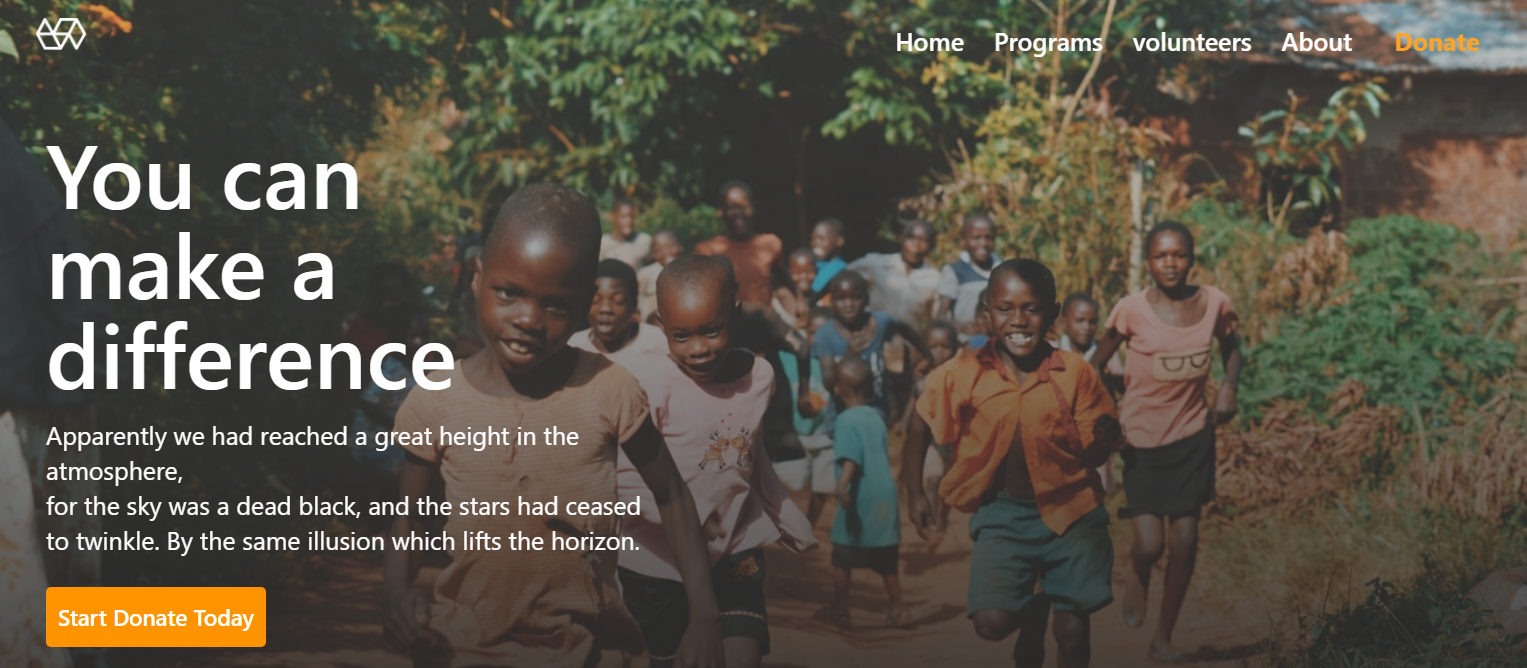 Home Programs volunteers About Donate
You can
make a
difference
Apparently we had reached a great height in the
atmosphere,
for the sky was a dead black, and the stars had ceased
to twinkle. By the same illusion which lifts the horizon.
Start Donate Today